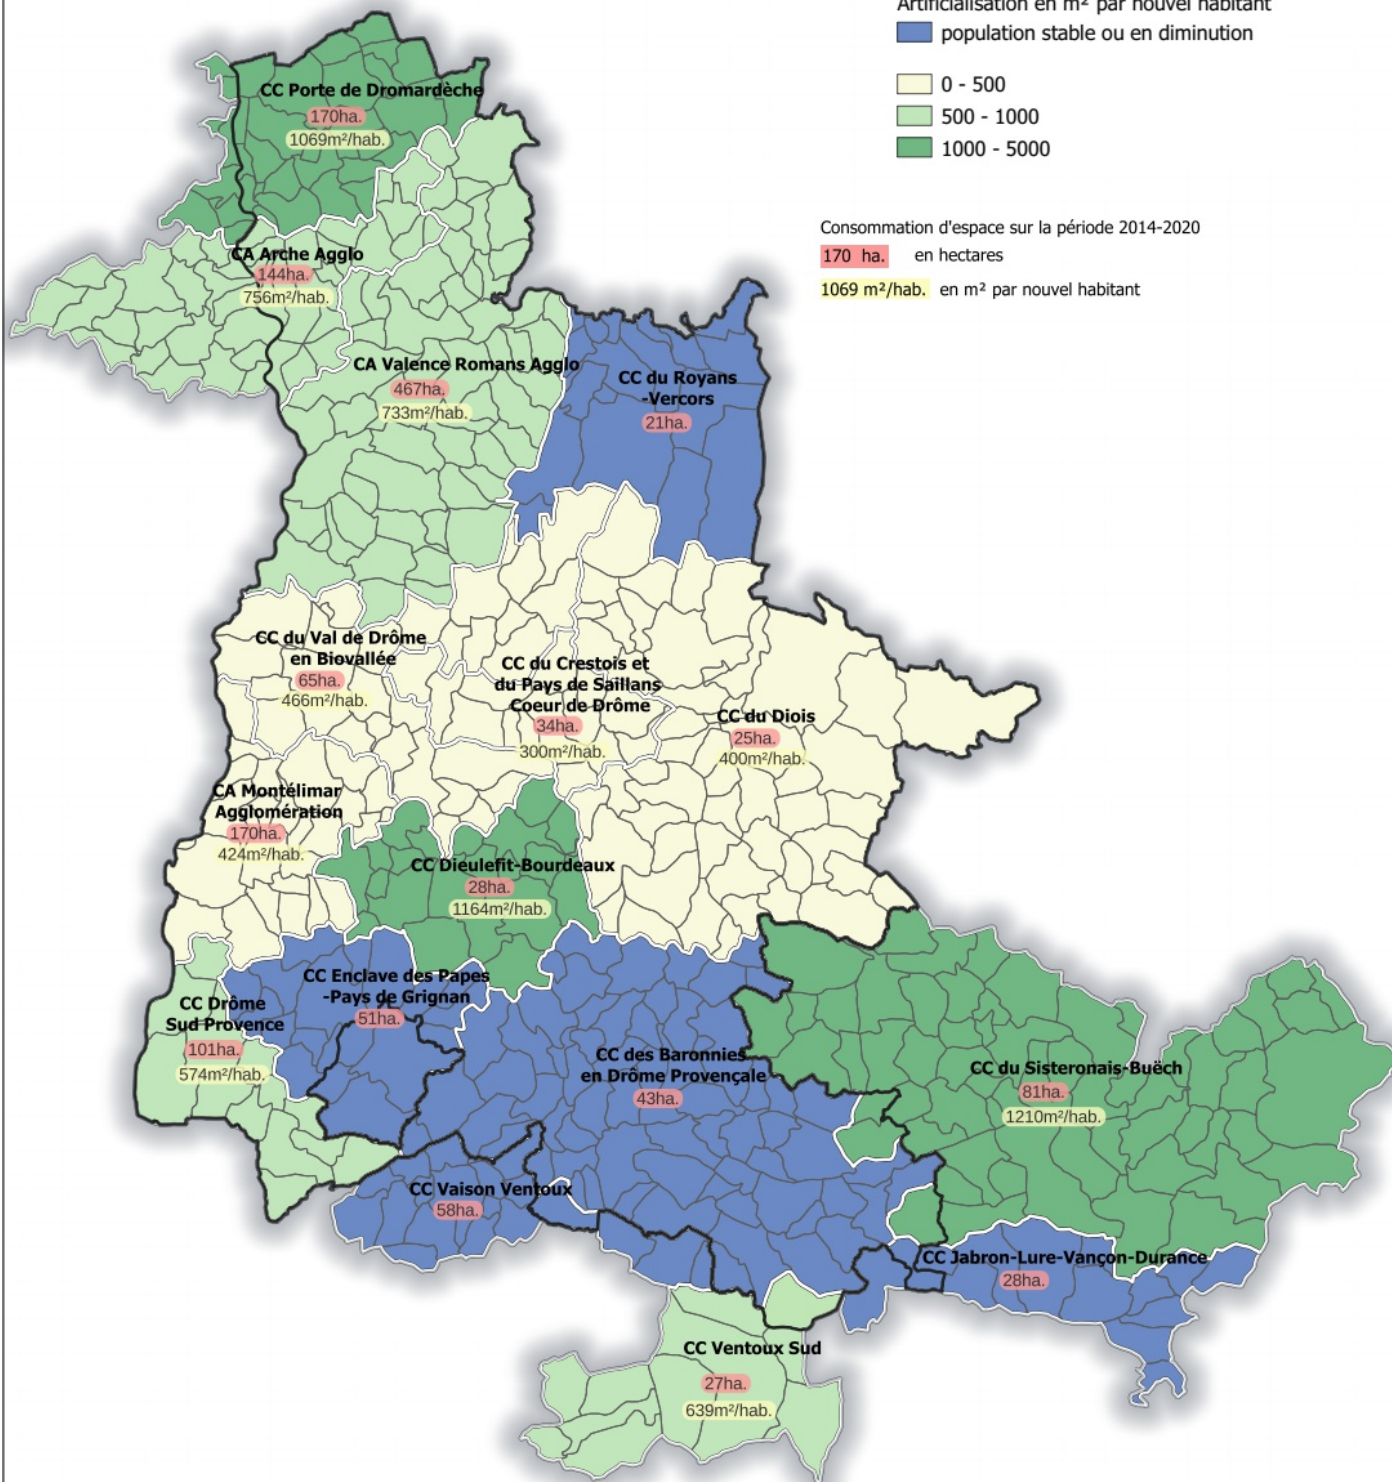 Artificialisation en m² par nouvel habitant
population stable ou en diminution
0 - 500
500 - 1000
1000 - 5000
Consommation d'espace sur la période 2014-2020
170 ha. en hectares
1069 m²/hab. en m² par nouvel habitant
CC Porte de Dromardèche
170ha.
1069m²/hab.
CA Arche Agglo
144ha.
756m²/hab.
CA Valence Romans Agglo
467ha.
733m²/hab.
CC du Royans
-Vercors
21ha.
CC du Val de Drôme
en Biovallée
65ha.
466m²/hab.
CC du Crestois et
du Pays de Saillans
Coeur de Drôme
34ha.
300m²/hab.
CC du Diois
25ha.
400m²/hab.
CA Montélimar
Agglomération
170ha.
424m²/hab.
CC Dieulefit-Bourdeaux
28ha.
1164m²/hab.
CC Enclave des Papes
-Pays de Grignan
51ha.
CC Drôme
Sud Provence
101ha.
574m²/hab.
CC des Baronnies
en Drôme Provençale
43ha.
CC du Sisteronais-Buëch
81ha.
1210m²/hab.
CC Vaison Ventoux
58ha.
CC Jabron-Lure-Vançon-Durance
28ha.
CC Ventoux Sud
27ha.
639m²/hab.